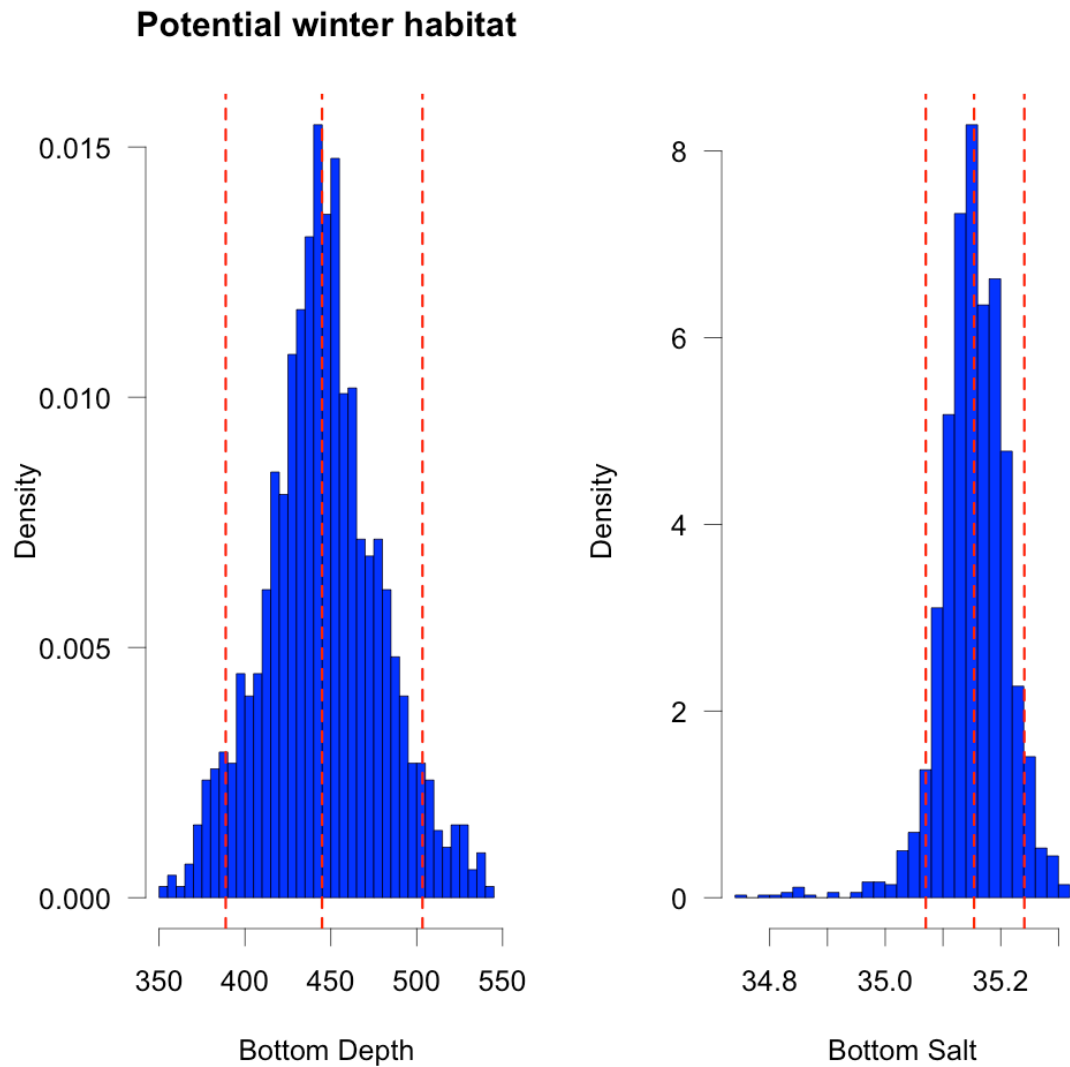 Potential winter habitat
Density
0.015
0.010
0.005
0.000
350 400 450 500 550
Bottom Depth
Density
8
6
4
2
0
34.8 35.0 35.2
Bottom Salt